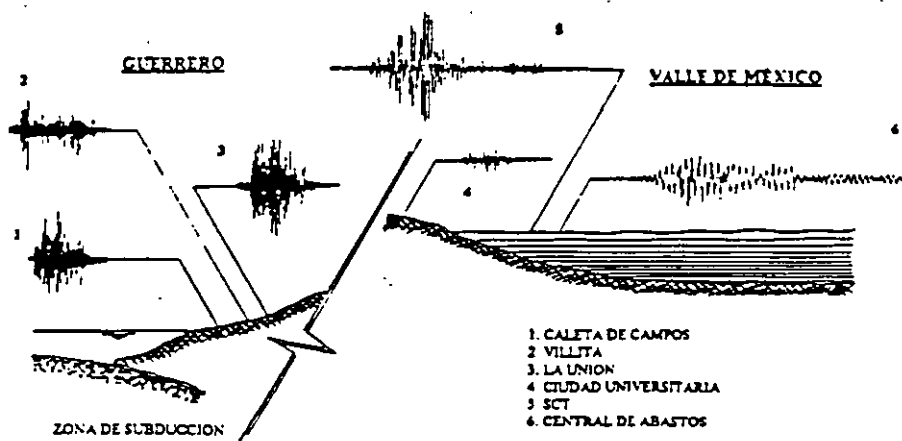 GUERRERO
VALLE DE MÉXICO
5
2
6
3
4
1
1. CALETA DE CAMPOS
2 VILLITA
3. LA UNION
4 CIUDAD UNIVERSITARIA
5 SCT
6. CENTRAL DE ABASTOS
ZONA DE SUBDUCCION